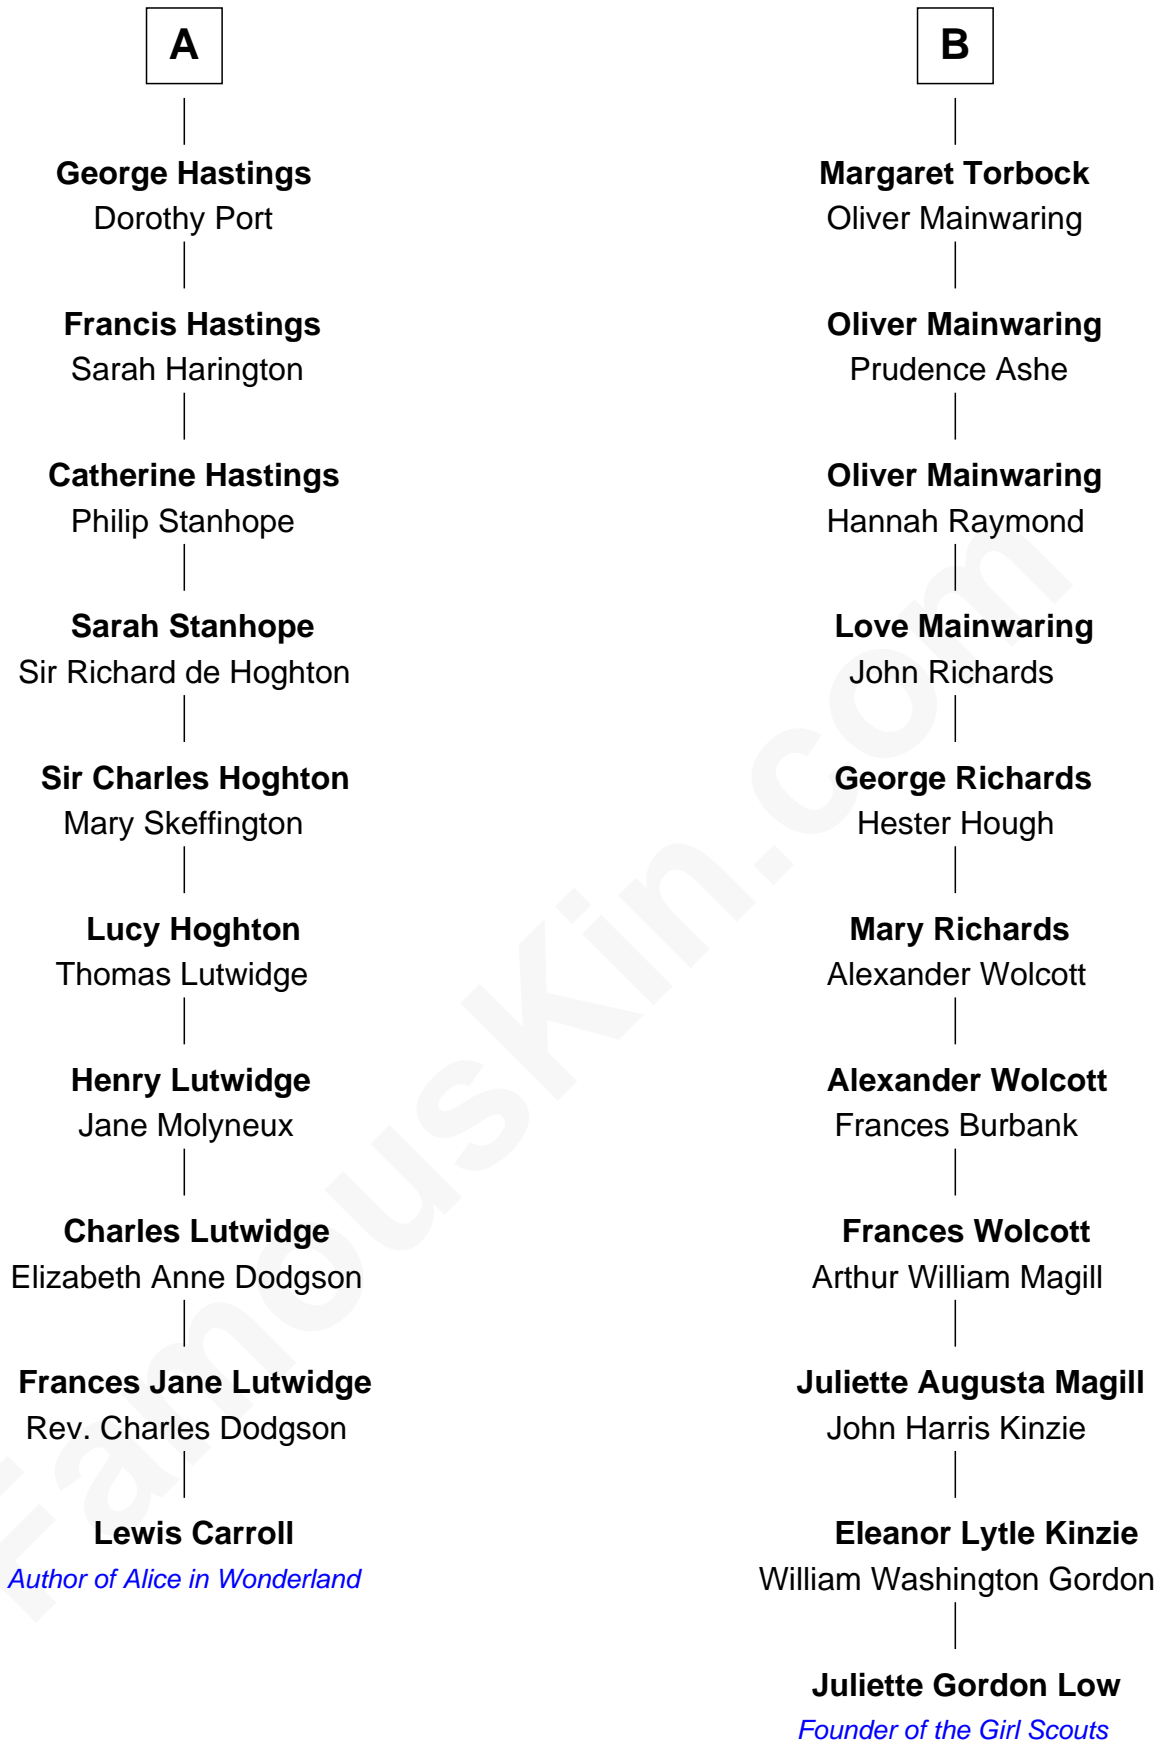 A
George Hastings
Dorothy Port
Francis Hastings
Sarah Harington
Catherine Hastings
Philip Stanhope
Sarah Stanhope
Sir Richard de Hoghton
Sir Charles Hoghton
Mary Skeffington
Lucy Hoghton
Thomas Lutwidge
Henry Lutwidge
Jane Molyneux
Charles Lutwidge
Elizabeth Anne Dodgson
Frances Jane Lutwidge
Rev. Charles Dodgson
Lewis Carroll
Author of Alice in Wonderland
B
Margaret Torbock
Oliver Mainwaring
Oliver Mainwaring
Prudence Ashe
Oliver Mainwaring
Hannah Raymond
Love Mainwaring
John Richards
George Richards
Hester Hough
Mary Richards
Alexander Wolcott
Alexander Wolcott
Frances Burbank
Frances Wolcott
Arthur William Magill
Juliette Augusta Magill
John Harris Kinzie
Eleanor Lytle Kinzie
William Washington Gordon
Juliette Gordon Low
Founder of the Girl Scouts
FamousKin.com